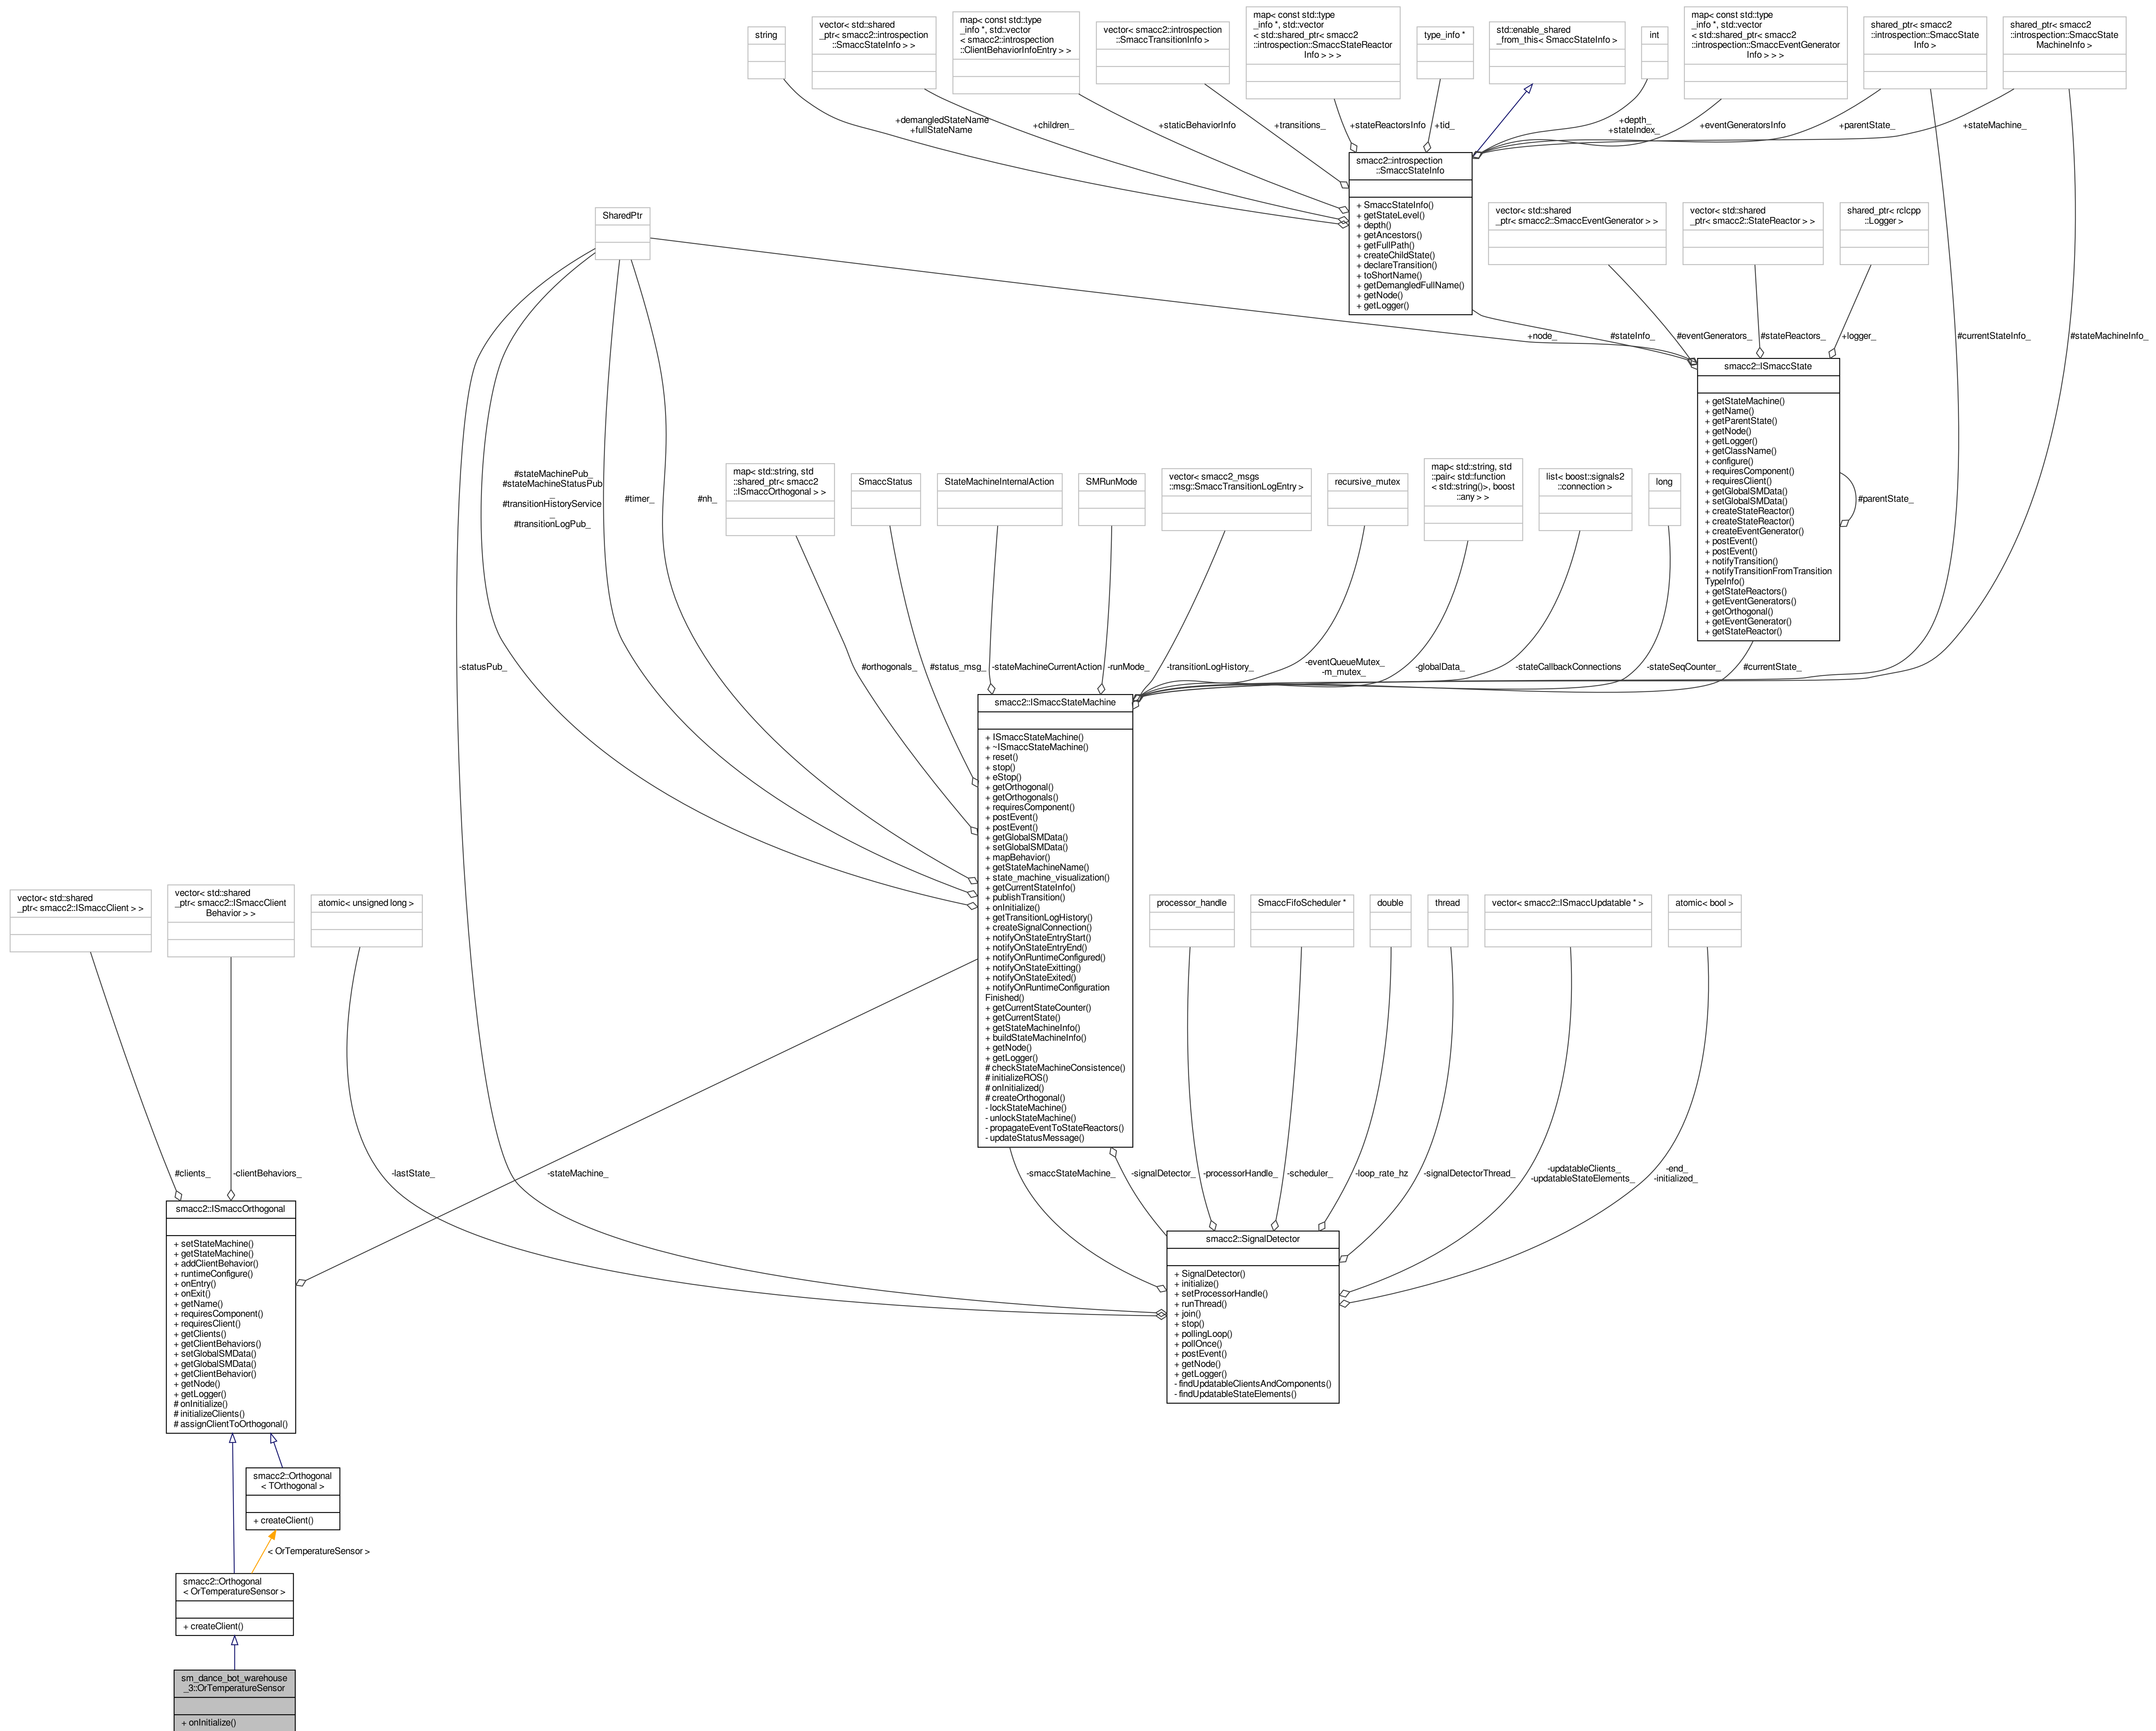 string
vector< std::shared
_ptr< smacc2::introspection
::SmaccStateInfo > >
map< const std::type
_info *, std::vector
< smacc2::introspection
::ClientBehaviorInfoEntry > >
vector< smacc2::introspection
::SmaccTransitionInfo >
map< const std::type
_info *, std::vector
< std::shared_ptr< smacc2
::introspection::SmaccStateReactor
Info > > >
type_info *
std::enable_shared
_from_this< SmaccStateInfo >
int
map< const std::type
_info *, std::vector
< std::shared_ptr< smacc2
::introspection::SmaccEventGenerator
Info > > >
shared_ptr< smacc2
::introspection::SmaccState
Info >
shared_ptr< smacc2
::introspection::SmaccState
MachineInfo >
+demangledStateName
+fullStateName
+children_
+staticBehaviorInfo
+transitions_
+stateReactorsInfo
+tid_
+depth_
+stateIndex_
+eventGeneratorsInfo
+parentState_
+stateMachine_
smacc2::introspection
::SmaccStateInfo
+ SmaccStateInfo()
+ getStateLevel()
+ depth()
+ getAncestors()
+ getFullPath()
+ createChildState()
+ declareTransition()
+ toShortName()
+ getDemangledFullName()
+ getNode()
+ getLogger()
SharedPtr
vector< std::shared
_ptr< smacc2::SmaccEventGenerator > >
vector< std::shared
_ptr< smacc2::StateReactor > >
shared_ptr< rclcpp
::Logger >
+node_
#stateInfo_
#eventGenerators_
#stateReactors_
+logger_
#currentStateInfo_
#stateMachineInfo_
smacc2::ISmaccState
+ getStateMachine()
+ getName()
+ getParentState()
+ getNode()
+ getLogger()
+ getClassName()
+ configure()
+ requiresComponent()
+ requiresClient()
+ getGlobalSMData()
+ setGlobalSMData()
+ createStateReactor()
+ createStateReactor()
+ createEventGenerator()
+ postEvent()
+ postEvent()
+ notifyTransition()
+ notifyTransitionFromTransition
TypeInfo()
+ getStateReactors()
+ getEventGenerators()
+ getOrthogonal()
+ getEventGenerator()
+ getStateReactor()
#parentState_
#stateMachinePub_
#stateMachineStatusPub
_
#transitionHistoryService
_
#transitionLogPub_
#timer_
#nh_
map< std::string, std
::shared_ptr< smacc2
::ISmaccOrthogonal > >
SmaccStatus
StateMachineInternalAction
SMRunMode
vector< smacc2_msgs
::msg::SmaccTransitionLogEntry >
recursive_mutex
map< std::string, std
::pair< std::function
< std::string()>, boost
::any > >
list< boost::signals2
::connection >
long
-statusPub_
#orthogonals_
#status_msg_
-stateMachineCurrentAction
-runMode_
-transitionLogHistory_
-eventQueueMutex_
-m_mutex_
-globalData_
-stateCallbackConnections
-stateSeqCounter_
#currentState_
smacc2::ISmaccStateMachine
+ ISmaccStateMachine()
+ ~ISmaccStateMachine()
+ reset()
+ stop()
+ eStop()
+ getOrthogonal()
+ getOrthogonals()
+ requiresComponent()
+ postEvent()
+ postEvent()
+ getGlobalSMData()
+ setGlobalSMData()
+ mapBehavior()
+ getStateMachineName()
+ state_machine_visualization()
+ getCurrentStateInfo()
+ publishTransition()
+ onInitialize()
+ getTransitionLogHistory()
+ createSignalConnection()
+ notifyOnStateEntryStart()
+ notifyOnStateEntryEnd()
+ notifyOnRuntimeConfigured()
+ notifyOnStateExitting()
+ notifyOnStateExited()
+ notifyOnRuntimeConfiguration
Finished()
+ getCurrentStateCounter()
+ getCurrentState()
+ getStateMachineInfo()
+ buildStateMachineInfo()
+ getNode()
+ getLogger()
# checkStateMachineConsistence()
# initializeROS()
# onInitialized()
# createOrthogonal()
- lockStateMachine()
- unlockStateMachine()
- propagateEventToStateReactors()
- updateStatusMessage()
vector< std::shared
_ptr< smacc2::ISmaccClient > >
vector< std::shared
_ptr< smacc2::ISmaccClient
Behavior > >
atomic< unsigned long >
processor_handle
SmaccFifoScheduler *
double
thread
vector< smacc2::ISmaccUpdatable * >
atomic< bool >
#clients_
-clientBehaviors_
-lastState_
-stateMachine_
-smaccStateMachine_
-signalDetector_
-processorHandle_
-scheduler_
-loop_rate_hz
-signalDetectorThread_
-updatableClients_
-updatableStateElements_
-end_
-initialized_
smacc2::ISmaccOrthogonal
+ setStateMachine()
+ getStateMachine()
+ addClientBehavior()
+ runtimeConfigure()
+ onEntry()
+ onExit()
+ getName()
+ requiresComponent()
+ requiresClient()
+ getClients()
+ getClientBehaviors()
+ setGlobalSMData()
+ getGlobalSMData()
+ getClientBehavior()
+ getNode()
+ getLogger()
# onInitialize()
# initializeClients()
# assignClientToOrthogonal()
smacc2::SignalDetector
+ SignalDetector()
+ initialize()
+ setProcessorHandle()
+ runThread()
+ join()
+ stop()
+ pollingLoop()
+ pollOnce()
+ postEvent()
+ getNode()
+ getLogger()
- findUpdatableClientsAndComponents()
- findUpdatableStateElements()
smacc2::Orthogonal
< TOrthogonal >
+ createClient()
< OrTemperatureSensor >
smacc2::Orthogonal
< OrTemperatureSensor >
+ createClient()
sm_dance_bot_warehouse
_3::OrTemperatureSensor
+ onInitialize()